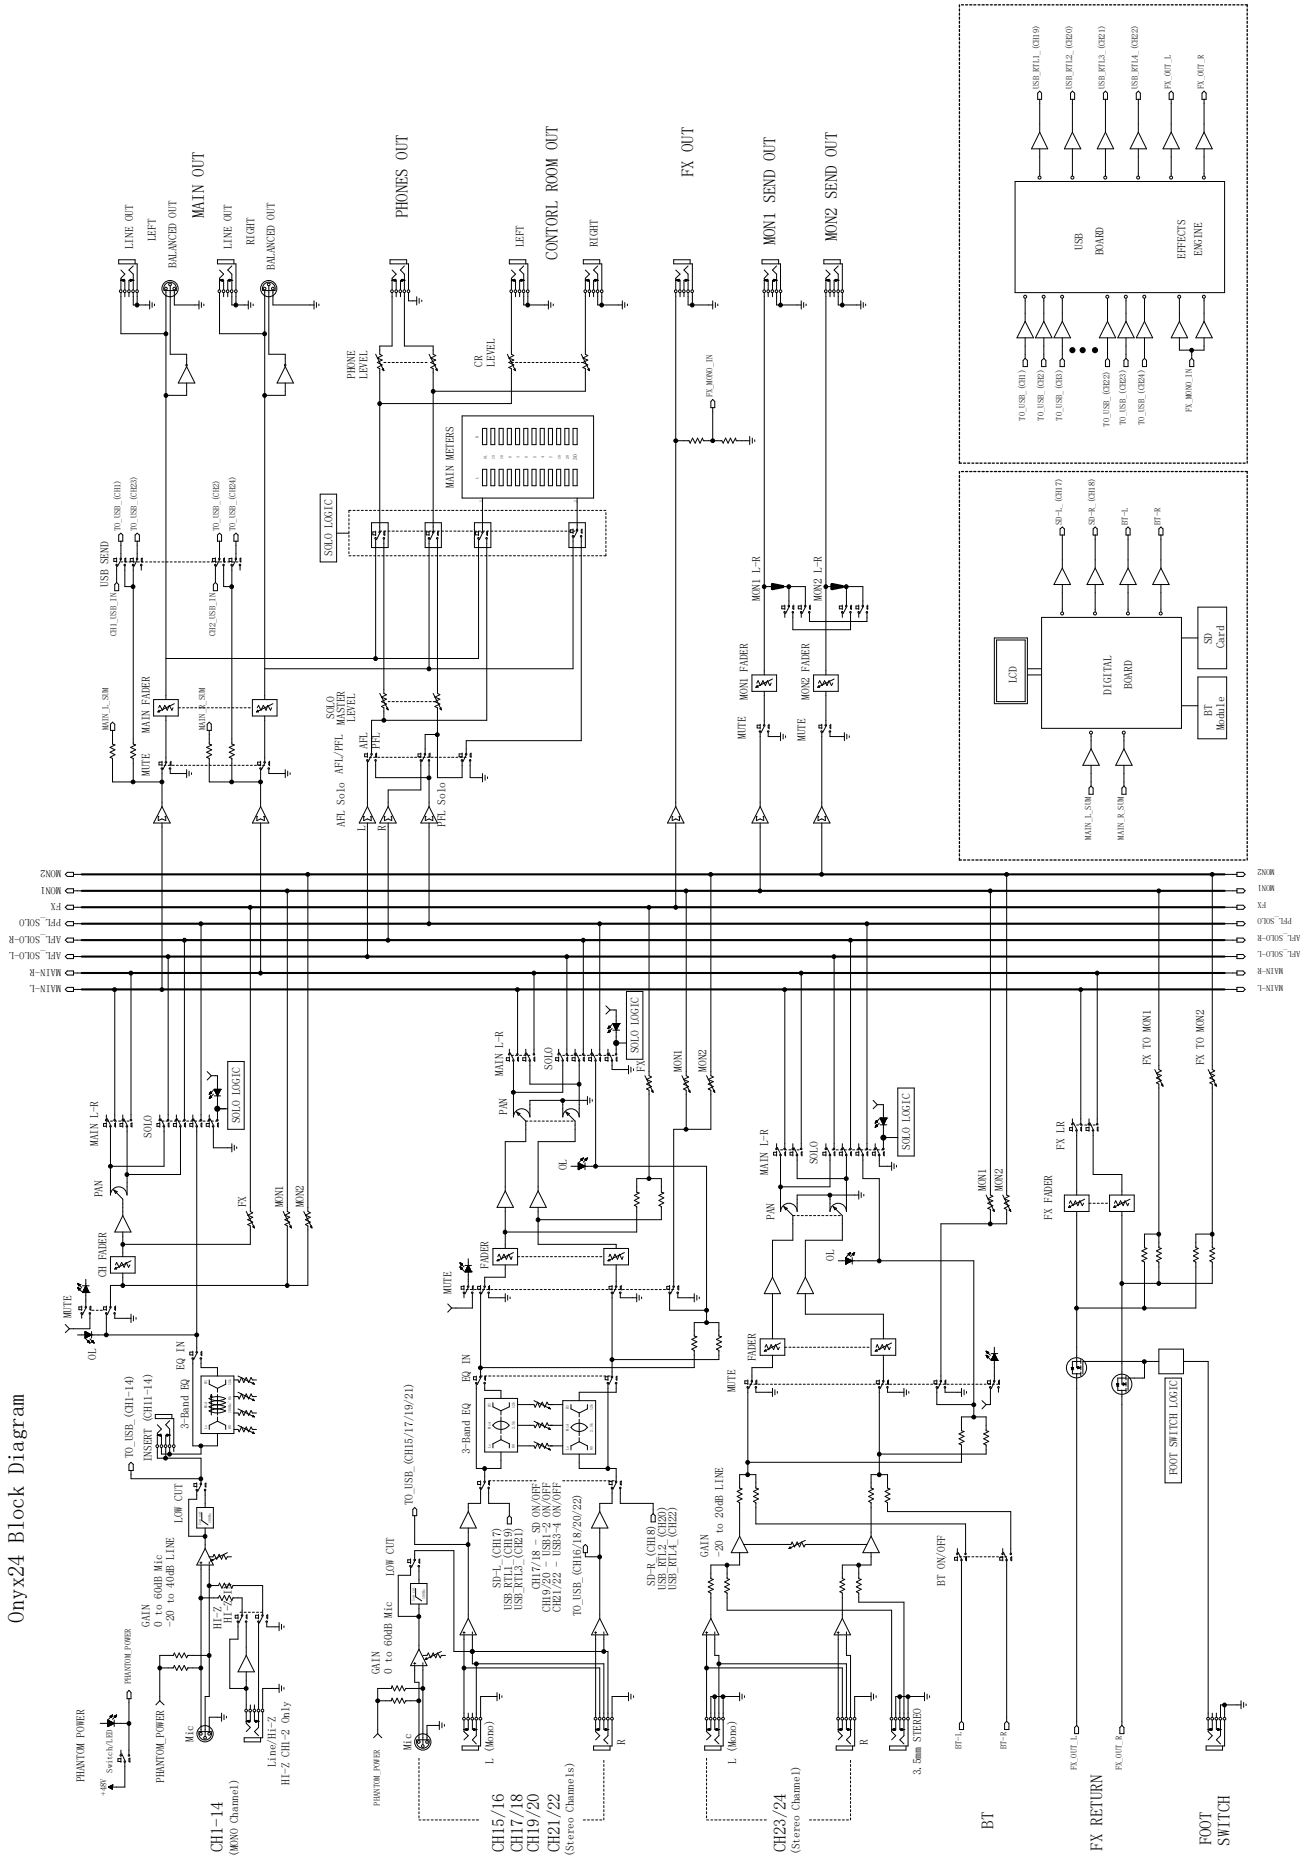 Onyx24 Block Diagram
PHANTOM POWER
+48V
Switch/LED
PHANTOM_POWER
PHANTOM_POWER
Mic
Line/Hi-Z
HI-Z CH1-2 Only
CH1-14
(MONO Channel)
GAIN
0 to 60dB Mic
-20 to 40dB LINE
HI-Z
HI-Z
LOW CUT
TO_USB_(CH1-14)
INSERT (CH11-14)
3-Band EQ
EQ IN
OL
MUTE
CH FADER
PAN
MAIN L-R
SOLO
SOLO LOGIC
FX
MON1
MON2
PHANTOM_POWER
Mic
L (Mono)
R
CH15/16
CH17/18
CH19/20
CH21/22
(Stereo Channels)
GAIN
0 to 60dB Mic
LOW CUT
TO_USB_(CH15/17/19/21)
SD-L_(CH17)
USB_RTL1_(CH19)
USB_RTL3_(CH21)
CH17/18 - SD ON/OFF
CH19/20 - USB1-2 ON/OFF
CH21/22 - USB3-4 ON/OFF
TO_USB_(CH16/18/20/22)
SD-R_(CH18)
USB_RTL2_(CH20)
USB_RTL4_(CH22)
3-Band EQ
EQ IN
MUTE
FADER
OL
PAN
MAIN L-R
SOLO
SOLO LOGIC
FX
MON1
MON2
L (Mono)
R
3.5mm STEREO
CH23/24
(Stereo Channel)
GAIN
-20 to 20dB LINE
MUTE
FADER
OL
PAN
MAIN L-R
SOLO
SOLO LOGIC
MON1
MON2
BT
BT-L
BT-R
BT ON/OFF
FX RETURN
FX_OUT_L
FX_OUT_R
FOOT SWITCH LOGIC
FX FADER
FX LR
FX TO MON1
FX TO MON2
FOOT
SWITCH
MON2
MON1
FX
PFL_SOLO
AFL_SOLO-R
AFL_SOLO-L
MAIN-R
MAIN-L
MON2
MON1
FX
PFL_SOLO
AFL_SOLO-R
AFL_SOLO-L
MAIN-R
MAIN-L
MUTE
MAIN_L_SUM
MAIN FADER
MAIN_R_SUM
CH1_USB_IN
USB SEND
TO_USB_(CH1)
TO_USB_(CH23)
CH2_USB_IN
TO_USB_(CH2)
TO_USB_(CH24)
LINE OUT
LEFT
BALANCED OUT
MAIN OUT
LINE OUT
RIGHT
BALANCED OUT
AFL Solo
L
R
PFL Solo
AFL/PFL
AFL
PFL
SOLO
MASTER
LEVEL
SOLO LOGIC
MAIN METERS
PHONE
LEVEL
CR
LEVEL
PHONES OUT
LEFT
CONTORL ROOM OUT
RIGHT
FX_MONO_IN
FX OUT
MUTE
MON1 FADER
MON1 L-R
MON1 SEND OUT
MUTE
MON2 FADER
MON2 L-R
MON2 SEND OUT
MAIN_L_SUM
MAIN_R_SUM
LCD
DIGITAL
BOARD
BT
Module
SD
Card
SD-L_(CH17)
SD-R_(CH18)
BT-L
BT-R
TO_USB_(CH1)
TO_USB_(CH2)
TO_USB_(CH3)
TO_USB_(CH22)
TO_USB_(CH23)
TO_USB_(CH24)
FX_MONO_IN
USB
BOARD
EFFECTS
ENGINE
USB_RTL1_(CH19)
USB_RTL2_(CH20)
USB_RTL3_(CH21)
USB_RTL4_(CH22)
FX_OUT_L
FX_OUT_R